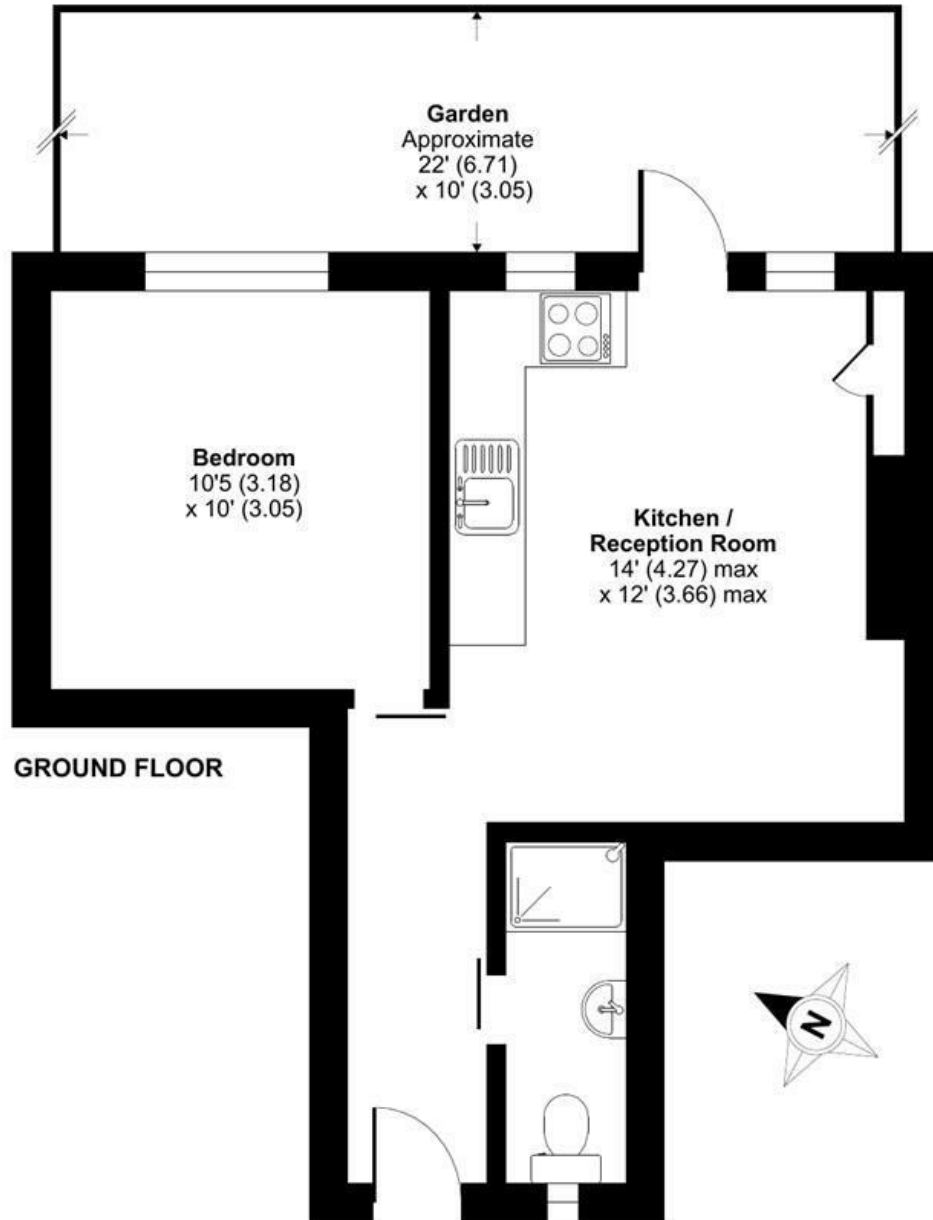 Garden
Approximate
22' (6.71)
x 10' (3.05)
Bedroom
10'5 (3.18)
x 10' (3.05)
Kitchen /
Reception Room
14' (4.27) max
x 12' (3.66) max
GROUND FLOOR
N